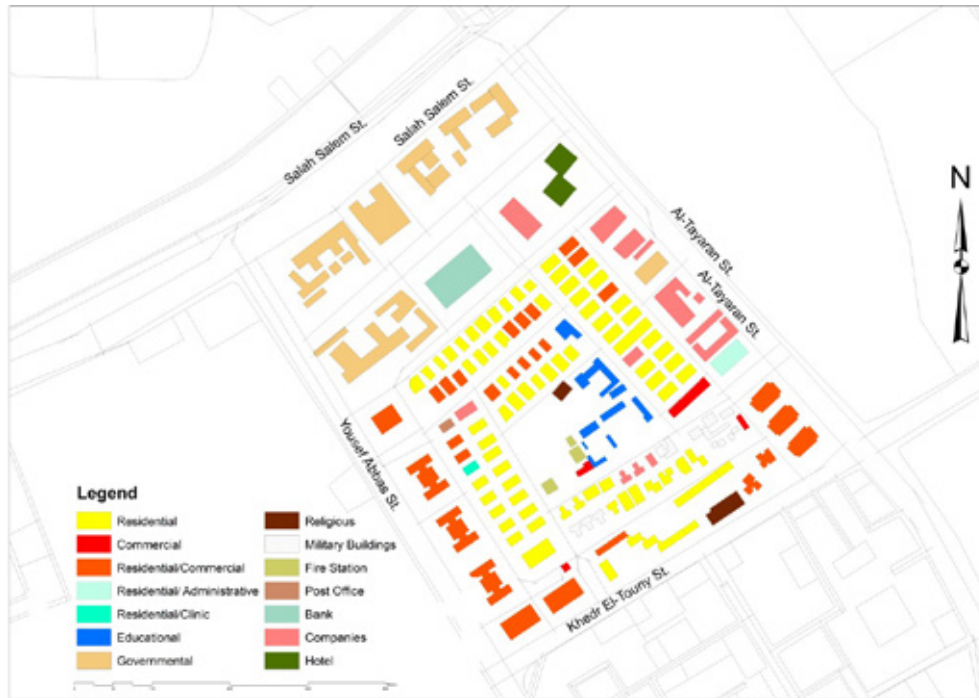 Salah Salem St.
Salah Salem St.
N
Al-Tayaran St.
Al-Tayaran St.
Yousef Abbas St.
Khedr El-Touny St.
Legend
Residential
Commercial
Residential/Commercial
Residential/ Administrative
Residential/Clinic
Educational
Governmental
Religious
Military Buildings
Fire Station
Post Office
Bank
Companies
Hotel